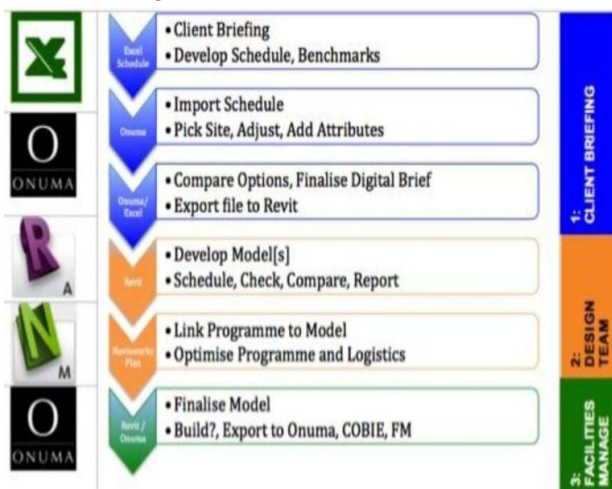 Excel
Schedule
• Client Briefing
• Develop Schedule, Benchmarks
O
ONUMA
Onuma
• Import Schedule
• Pick Site, Adjust, Add Attributes
Onuma/
Excel
• Compare Options, Finalise Digital Brief
• Export file to Revit
1:
CLIENT BRIEFING
R
A
Revit
• Develop Model[s]
• Schedule, Check, Compare, Report
N
M
Navisworks
Plan
• Link Programme to Model
• Optimise Programme and Logistics
2:
DESIGN
TEAM
O
ONUMA
Revit /
Onuma
• Finalise Model
• Build?, Export to Onuma, COBIE, FM
3:
FACILITIES
MANAGE